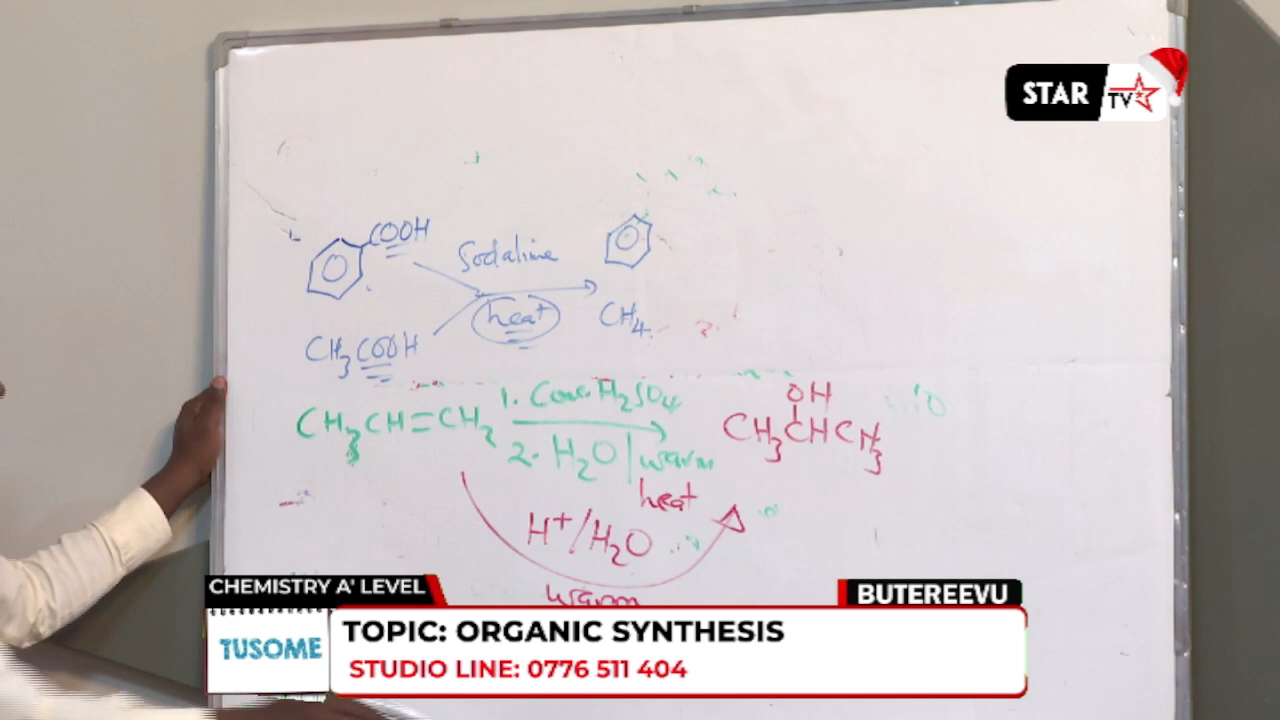 STAR TV
COOH
Sodalime
heat
CH3COOH
CH4
CH3CH=CH2
1. Conc H2SO4
2. H2O/warm
heat
OH
CH3CHCH3
H+/H2O
warm
CHEMISTRY A' LEVEL
BUTEREEVU
TUSOME
TOPIC: ORGANIC SYNTHESIS
STUDIO LINE: 0776 511 404